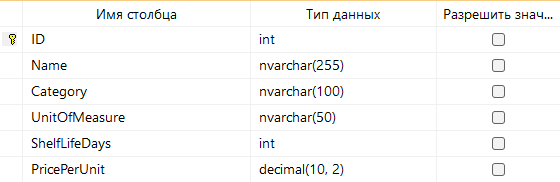 Имя столбца Тип данных Разрешить знач...
ID int
Name nvarchar(255)
Category nvarchar(100)
UnitOfMeasure nvarchar(50)
ShelfLifeDays int
PricePerUnit decimal(10, 2)